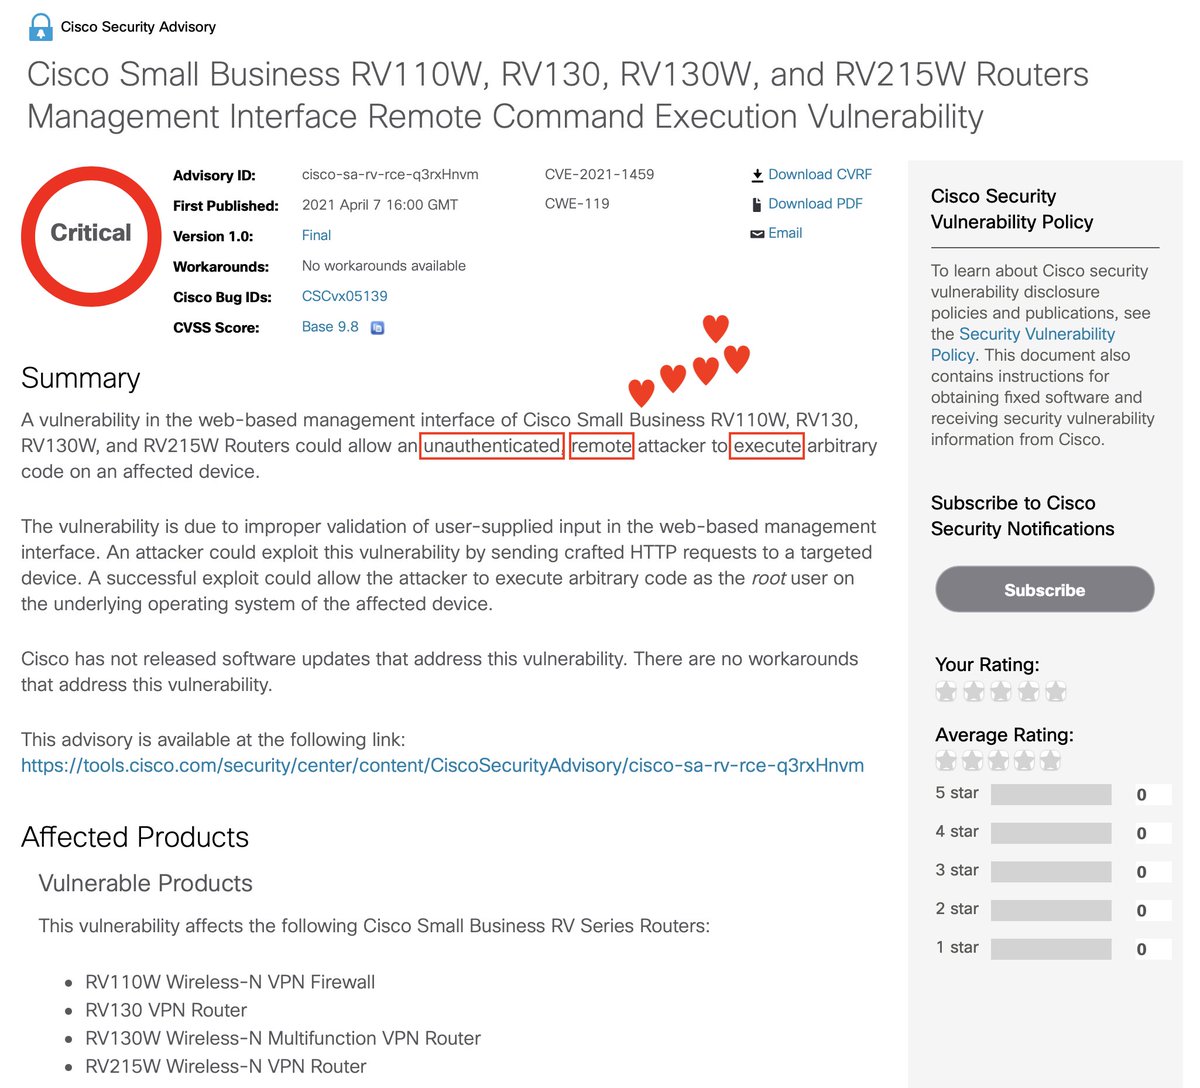 Cisco Security Advisory
Cisco Small Business RV110W, RV130, RV130W, and RV215W Routers
Management Interface Remote Command Execution Vulnerability
Critical
Advisory ID: cisco-sa-rv-rce-q3rxHnvm
First Published: 2021 April 7 16:00 GMT
Version 1.0: Final
Workarounds: No workarounds available
Cisco Bug IDs: CSCvx05139
CVSS Score: Base 9.8
CVE-2021-1459
CWE-119
Download CVRF
Download PDF
Email
Summary
A vulnerability in the web-based management interface of Cisco Small Business RV110W, RV130,
RV130W, and RV215W Routers could allow an unauthenticated, remote attacker to execute arbitrary
code on an affected device.
The vulnerability is due to improper validation of user-supplied input in the web-based management
interface. An attacker could exploit this vulnerability by sending crafted HTTP requests to a targeted
device. A successful exploit could allow the attacker to execute arbitrary code as the root user on
the underlying operating system of the affected device.
Cisco has not released software updates that address this vulnerability. There are no workarounds
that address this vulnerability.
This advisory is available at the following link:
https://tools.cisco.com/security/center/content/CiscoSecurityAdvisory/cisco-sa-rv-rce-q3rxHnvm
Affected Products
Vulnerable Products
This vulnerability affects the following Cisco Small Business RV Series Routers:
• RV110W Wireless-N VPN Firewall
• RV130 VPN Router
• RV130W Wireless-N Multifunction VPN Router
• RV215W Wireless-N VPN Router
Cisco Security
Vulnerability Policy
To learn about Cisco security
vulnerability disclosure
policies and publications, see
the Security Vulnerability
Policy. This document also
contains instructions for
obtaining fixed software and
receiving security vulnerability
information from Cisco.
Subscribe to Cisco
Security Notifications
Subscribe
Your Rating:
Average Rating:
5 star 0
4 star 0
3 star 0
2 star 0
1 star 0